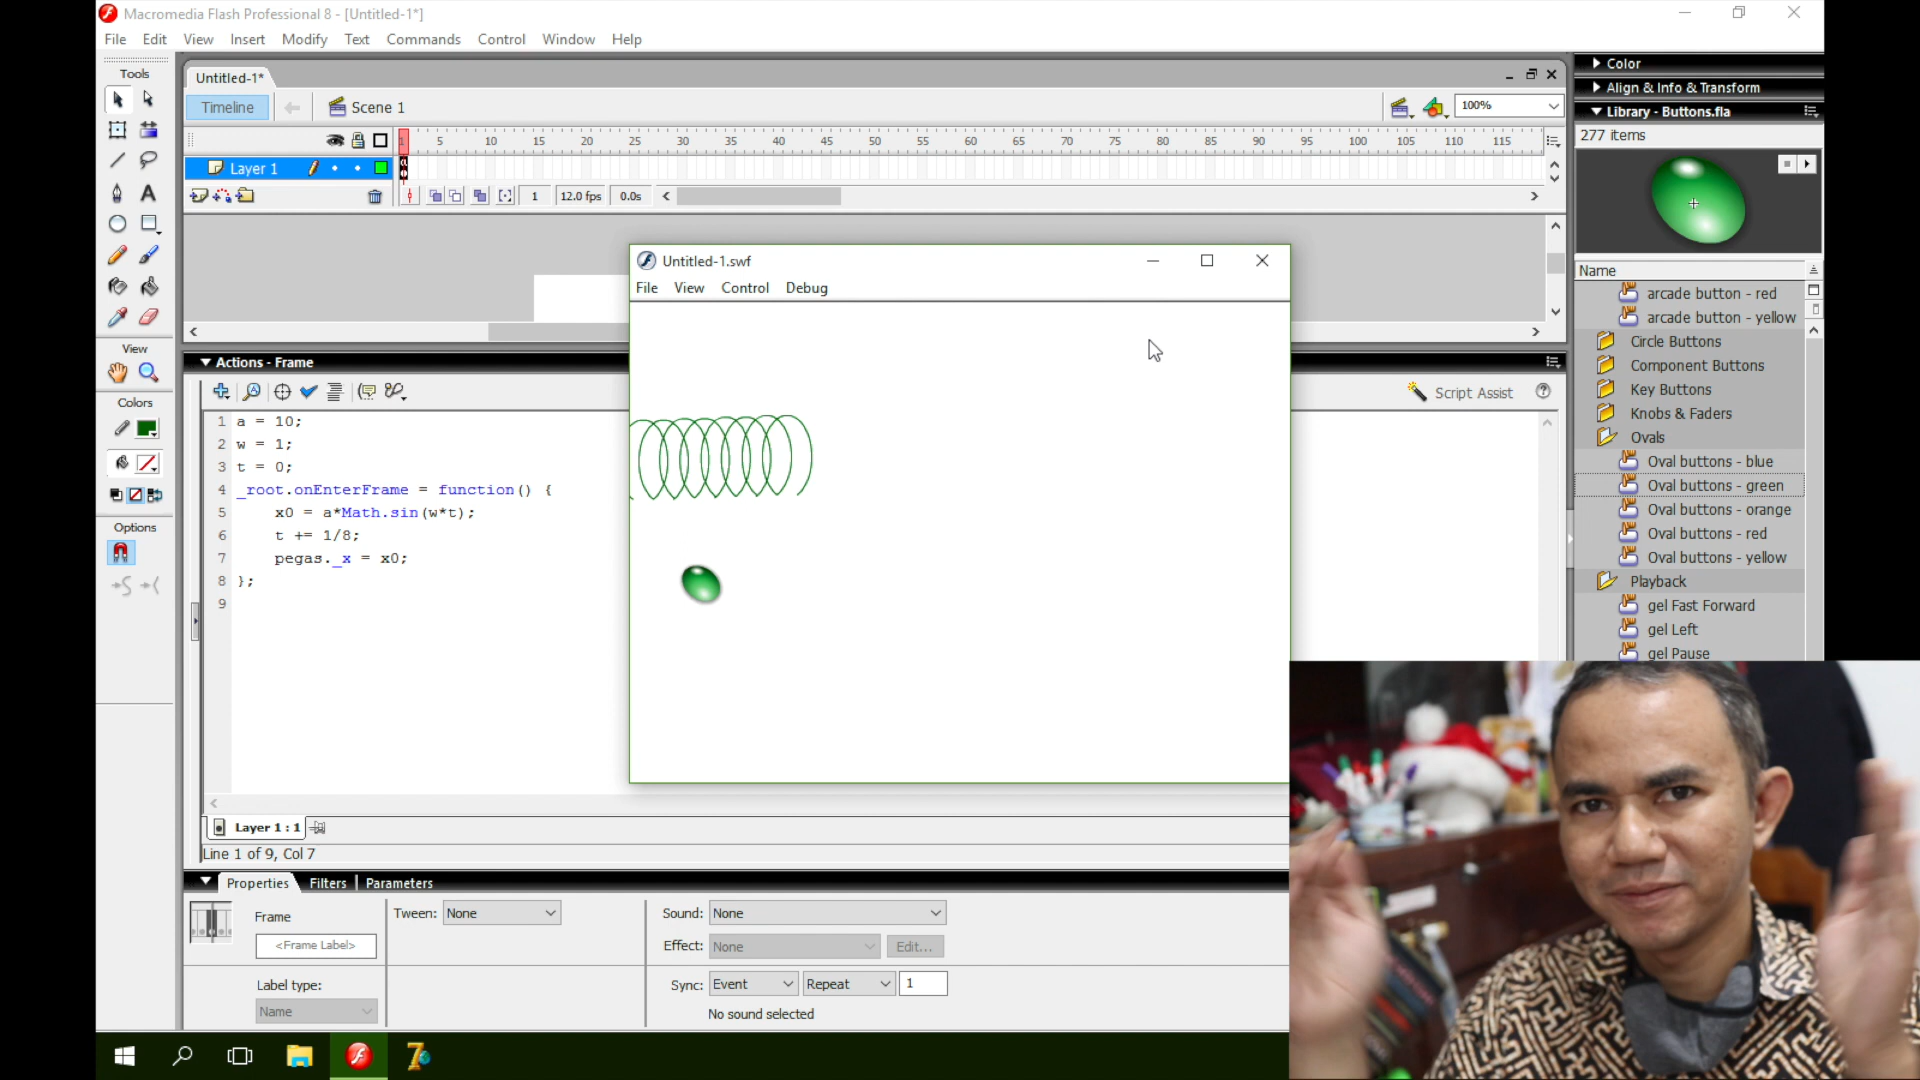 Macromedia Flash Professional 8 - [Untitled-1*]
File Edit View Insert Modify Text Commands Control Window Help
Tools
View
Colors
Options
Untitled-1*
Timeline
Scene 1
100%
1 5 10 15 20 25 30 35 40 45 50 55 60 65 70 75 80 85 90 95 100 105 110 115
Layer 1
1 12.0 fps 0.0s
Untitled-1.swf
File View Control Debug
Actions - Frame
Script Assist
1 a = 10;
2 w = 1;
3 t = 0;
4 _root.onEnterFrame = function() {
5 x0 = a*Math.sin(w*t);
6 t += 1/8;
7 pegas._x = x0;
8 };
9
Layer 1 : 1
Line 1 of 9, Col 7
Properties Filters Parameters
Frame
<Frame Label>
Label type:
Name
Tween: None
Sound: None
Effect: None Edit...
Sync: Event Repeat 1
No sound selected
Color
Align & Info & Transform
Library - Buttons.fla
277 items
Name
arcade button - red
arcade button - yellow
Circle Buttons
Component Buttons
Key Buttons
Knobs & Faders
Ovals
Oval buttons - blue
Oval buttons - green
Oval buttons - orange
Oval buttons - red
Oval buttons - yellow
Playback
gel Fast Forward
gel Left
gel Pause